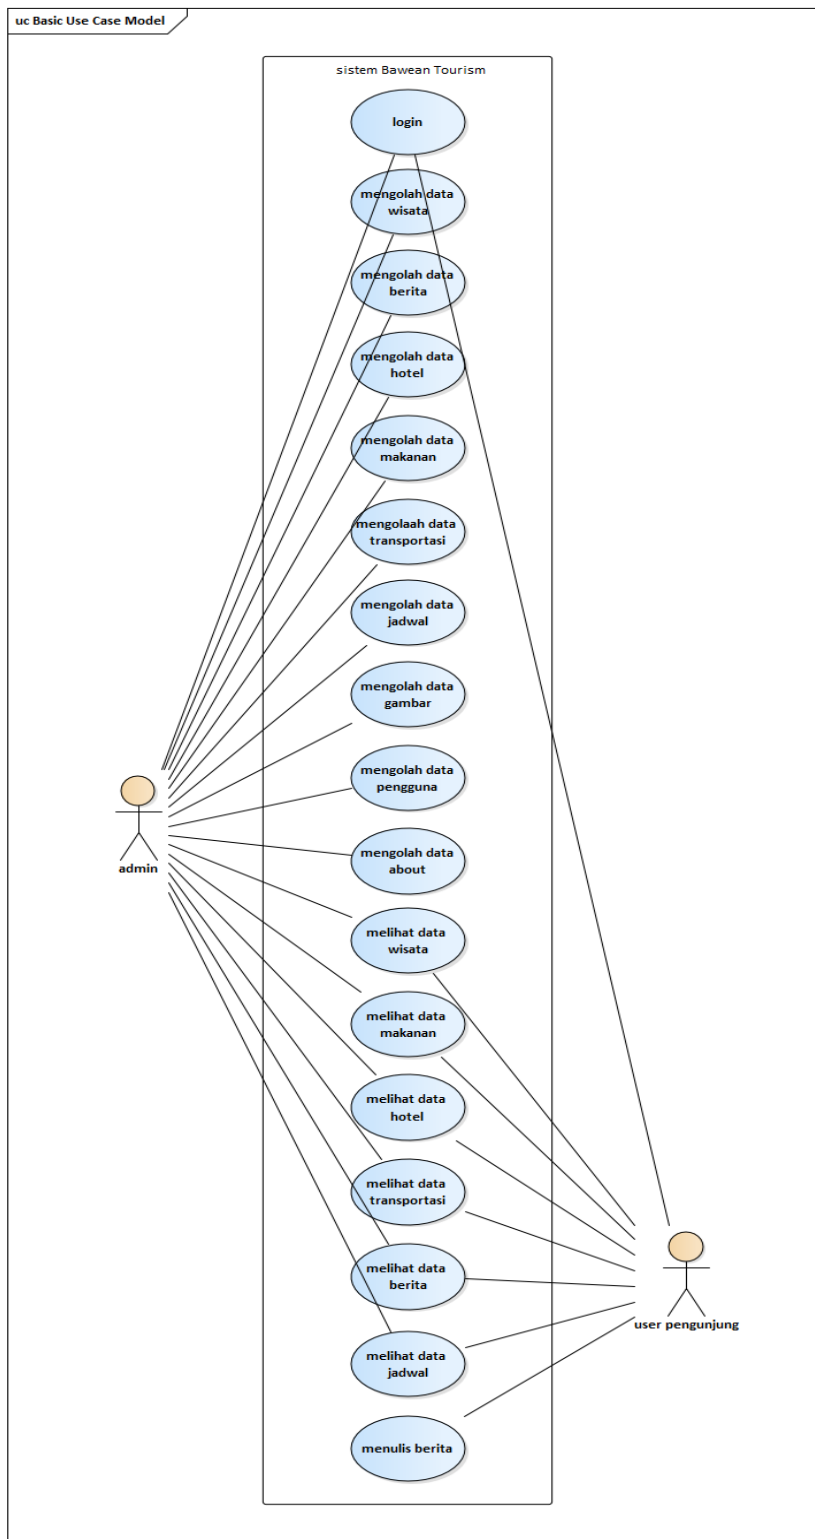 uc Basic Use Case Model
sistem Bawean Tourism
login
mengolah data
wisata
mengolah data
berita
mengolah data
hotel
mengolah data
makanan
mengolaah data
transportasi
mengolah data
jadwal
mengolah data
gambar
mengolah data
pengguna
mengolah data
about
melihat data
wisata
melihat data
makanan
melihat data
hotel
melihat data
transportasi
melihat data
berita
melihat data
jadwal
menulis berita
admin
user pengunjung